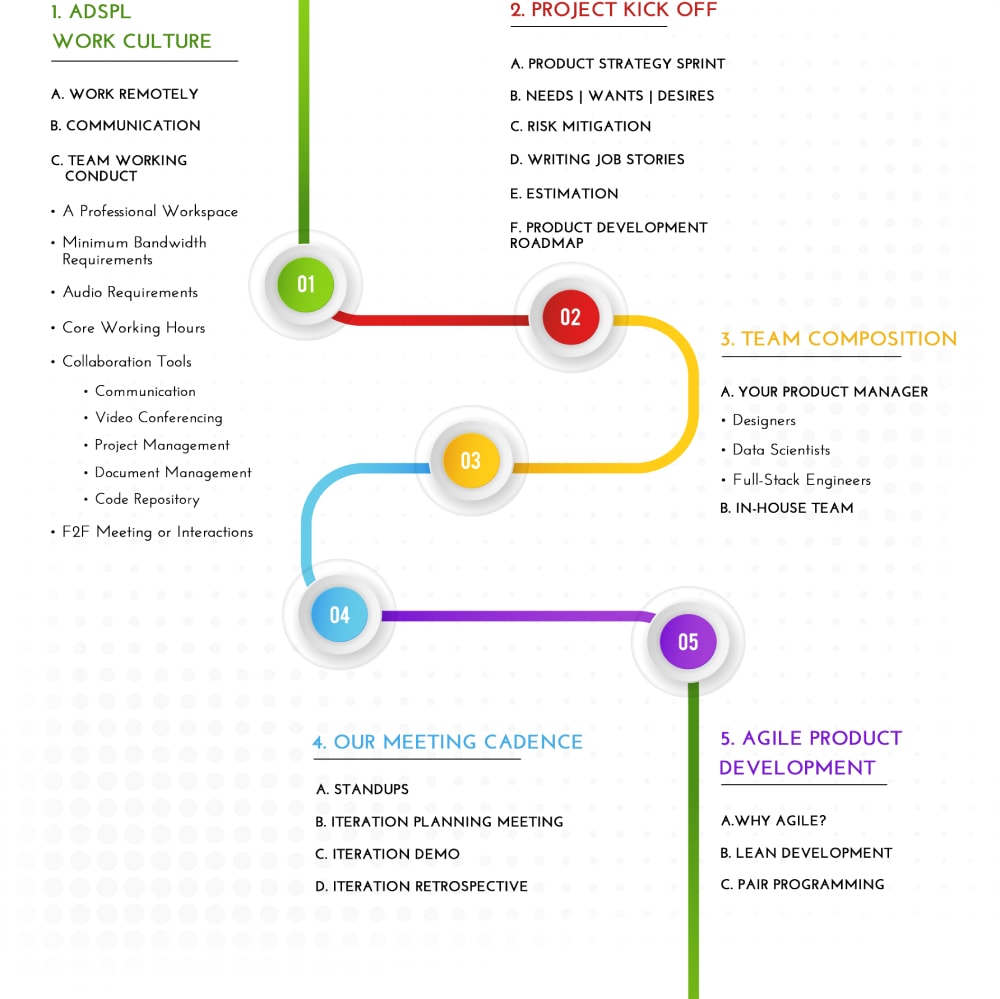 1. ADSPL
WORK CULTURE
A. WORK REMOTELY
B. COMMUNICATION
C. TEAM WORKING
CONDUCT
• A Professional Workspace
• Minimum Bandwidth
Requirements
• Audio Requirements
• Core Working Hours
• Collaboration Tools
• Communication
• Video Conferencing
• Project Management
• Document Management
• Code Repository
• F2F Meeting or Interactions
2. PROJECT KICK OFF
A. PRODUCT STRATEGY SPRINT
B. NEEDS | WANTS | DESIRES
C. RISK MITIGATION
D. WRITING JOB STORIES
E. ESTIMATION
F. PRODUCT DEVELOPMENT
ROADMAP
01
02
3. TEAM COMPOSITION
A. YOUR PRODUCT MANAGER
• Designers
• Data Scientists
• Full-Stack Engineers
B. IN-HOUSE TEAM
03
04
05
4. OUR MEETING CADENCE
A. STANDUPS
B. ITERATION PLANNING MEETING
C. ITERATION DEMO
D. ITERATION RETROSPECTIVE
5. AGILE PRODUCT
DEVELOPMENT
A.WHY AGILE?
B. LEAN DEVELOPMENT
C. PAIR PROGRAMMING